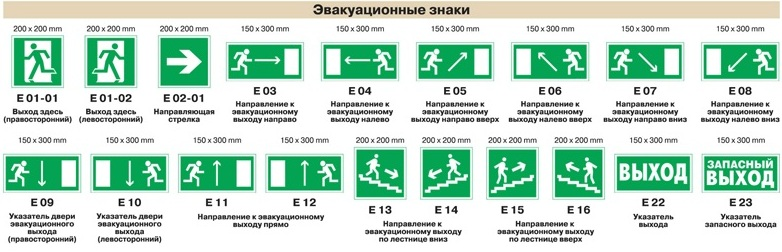 Эвакуационные знаки
200 x 200 mm
200 x 200 mm
200 x 200 mm
150 x 300 mm
150 x 300 mm
150 x 300 mm
150 x 300 mm
150 x 300 mm
150 x 300 mm
E 01-01
Выход здесь
(правосторонний)
E 01-02
Выход здесь
(левосторонний)
E 02-01
Направляющая
стрелка
E 03
Направление к
эвакуационному
выходу направо
E 04
Направление к
эвакуационному
выходу налево
E 05
Направление к
эвакуационному
выходу направо вверх
E 06
Направление к
эвакуационному
выходу налево вверх
E 07
Направление к
эвакуационному
выходу направо вниз
E 08
Направление к
эвакуационному
выходу налево вниз
150 x 300 mm
150 x 300 mm
150 x 300 mm
150 x 300 mm
200 x 200 mm
200 x 200 mm
200 x 200 mm
200 x 200 mm
150 x 300 mm
150 x 300 mm
ВЫХОД
ЗАПАСНЫЙ
ВЫХОД
E 09
Указатель двери
эвакуационного
выхода
(правосторонний)
E 10
Указатель двери
эвакуационного
выхода
(левосторонний)
E 11
E 12
Направление к эвакуационному
выходу прямо
E 13
E 14
Направление к
эвакуационному выходу
по лестнице вниз
E 15
E 16
Направление к
эвакуационному выходу
по лестнице вверх
E 22
Указатель
выхода
E 23
Указатель
запасного выхода